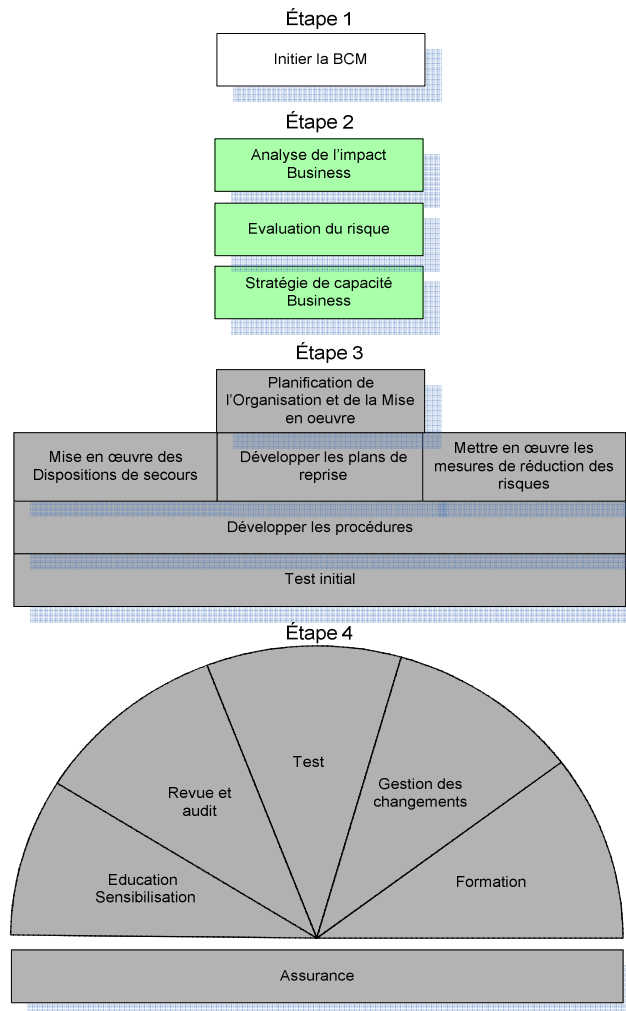 Étape 1
Initier la BCM
Étape 2
Analyse de l'impact
Business
Evaluation du risque
Stratégie de capacité
Business
Étape 3
Planification de
l'Organisation et de la Mise
en oeuvre
Mise en œuvre des
Dispositions de secours
Développer les plans de
reprise
Mettre en œuvre les
mesures de réduction des
risques
Développer les procédures
Test initial
Étape 4
Education
Sensibilisation
Revue et
audit
Test
Gestion des
changements
Formation
Assurance